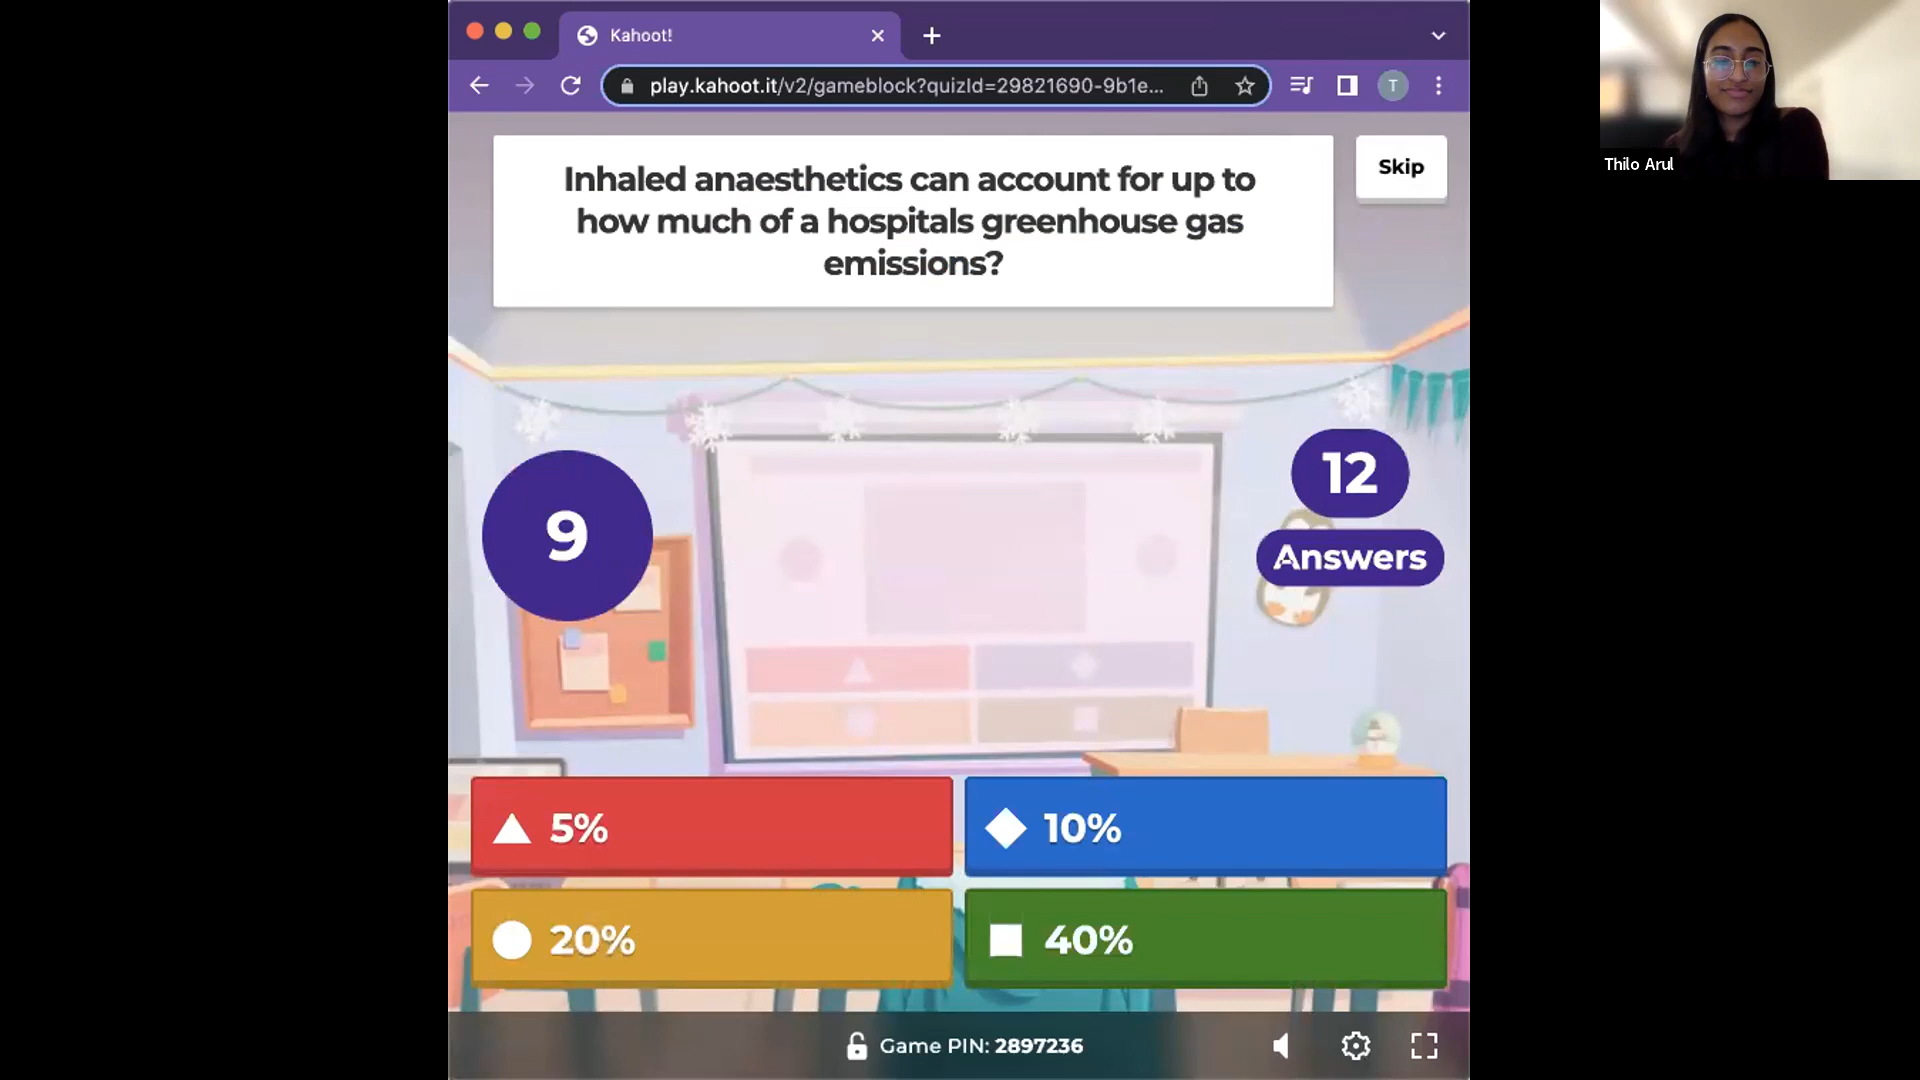 Kahoot!
play.kahoot.it/v2/gameblock?quizId=29821690-9b1e...
T
Inhaled anaesthetics can account for up to
how much of a hospitals greenhouse gas
emissions?
Skip
9
12
Answers
5%
10%
20%
40%
Game PIN: 2897236
Thilo Arul